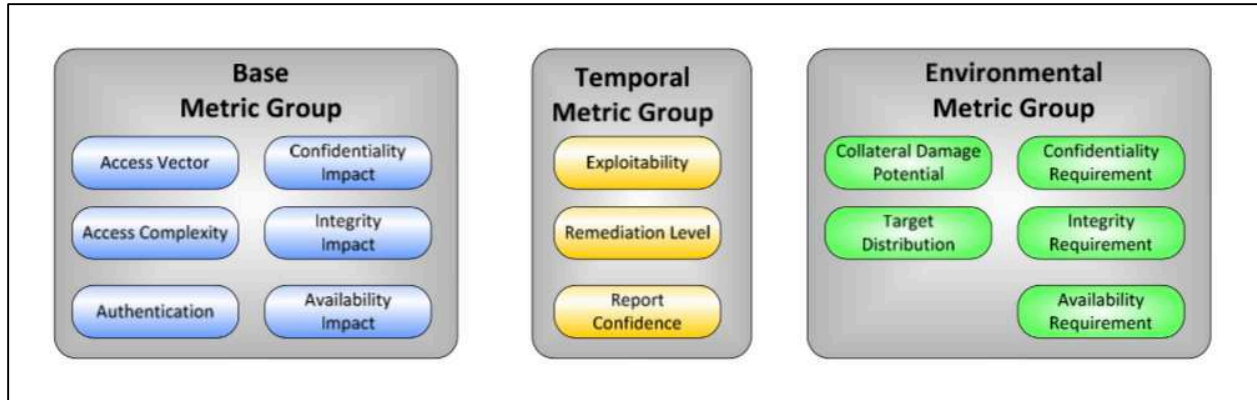 Base
Metric Group
Access Vector
Confidentiality
Impact
Access Complexity
Integrity
Impact
Authentication
Availability
Impact
Temporal
Metric Group
Exploitability
Remediation Level
Report
Confidence
Environmental
Metric Group
Collateral Damage
Potential
Confidentiality
Requirement
Target
Distribution
Integrity
Requirement
Availability
Requirement